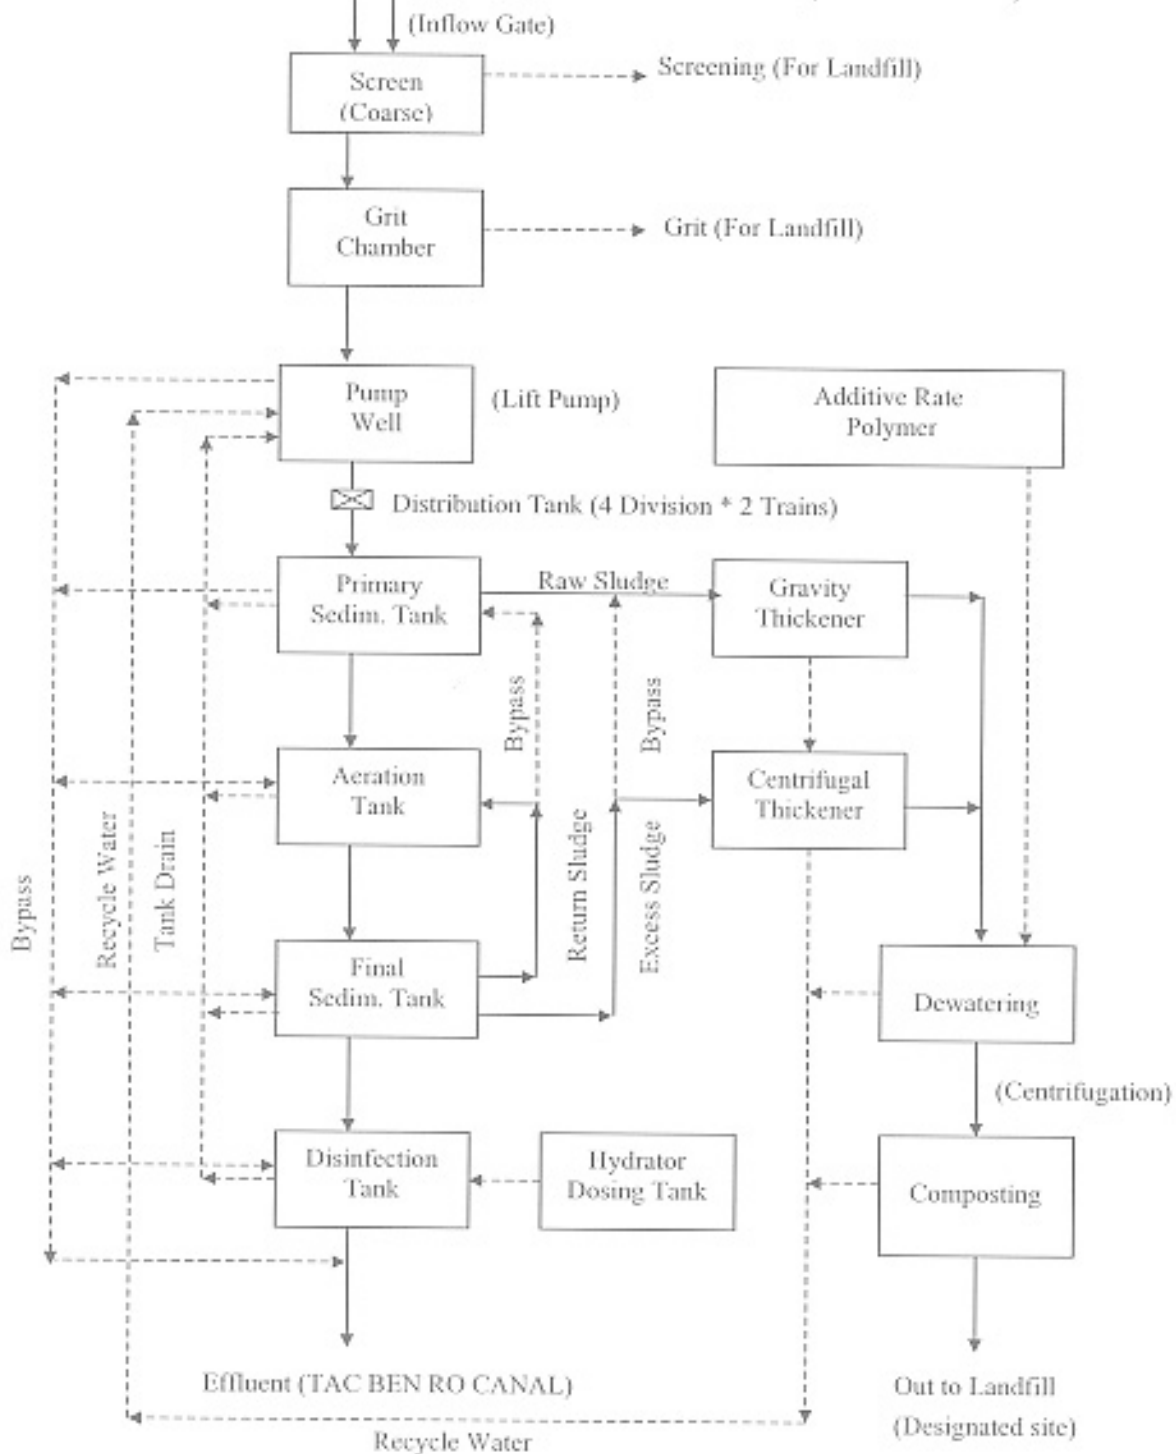 (Inflow Gate)
Screen
(Coarse)
Screening (For Landfill)
Grit
Chamber
Grit (For Landfill)
Pump
Well
(Lift Pump)
Additive Rate
Polymer
Distribution Tank (4 Division * 2 Trains)
Primary
Sedim. Tank
Raw Sludge
Gravity
Thickener
Bypass
Bypass
Aeration
Tank
Centrifugal
Thickener
Bypass
Recycle Water
Tank Drain
Return Sludge
Excess Sludge
Final
Sedim. Tank
Dewatering
(Centrifugation)
Disinfection
Tank
Hydrator
Dosing Tank
Composting
Effluent (TAC BEN RO CANAL)
Out to Landfill
(Designated site)
Recycle Water